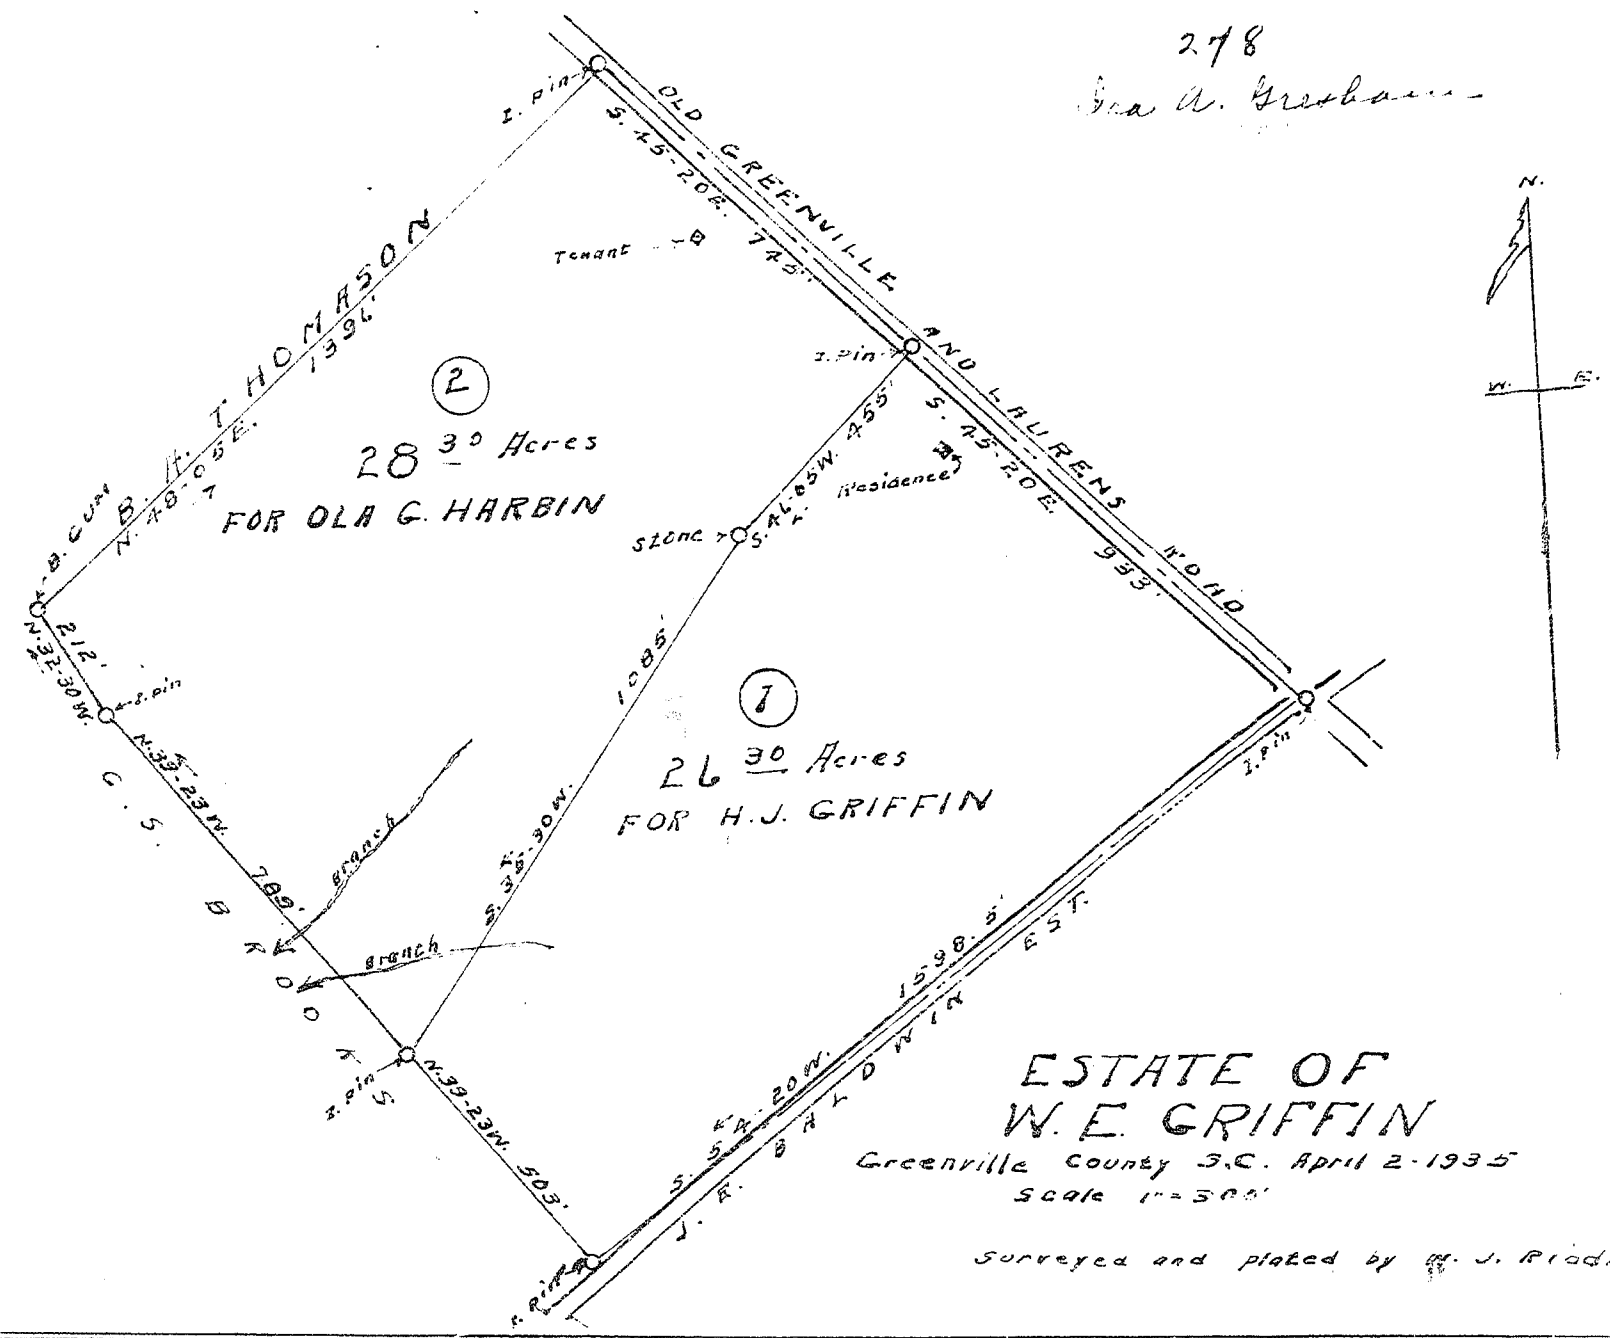 278
A.
N.
W. E.
I. Pin
OLD GREENVILLE AND LAURENS ROAD
S. 45-20E.
745'
Tenant
B. H. THOMASON
1396'
N. 48-05E.
2
28 30 Acres
FOR OLA G. HARBIN
I. Pin
S. 46-05W. 455'
Residence
S. 45-20E.
933'
Stone
B. GUM
212'
N. 32-30W.
I. Pin
N. 39-23W.
789'
G. S. BROOKS
Branch
Branch
1085'
S. 35-30W.
1
26 30 Acres
FOR H.J. GRIFFIN
I. Pin
1598.5'
S. 54-20W.
BALDWIN EST.
I. Pin
N. 39-23W. 503'
I. Pin
ESTATE OF
W. E. GRIFFIN
Greenville County S.C. April 2-1935
Scale 1"=300'
Surveyed and plated by J.